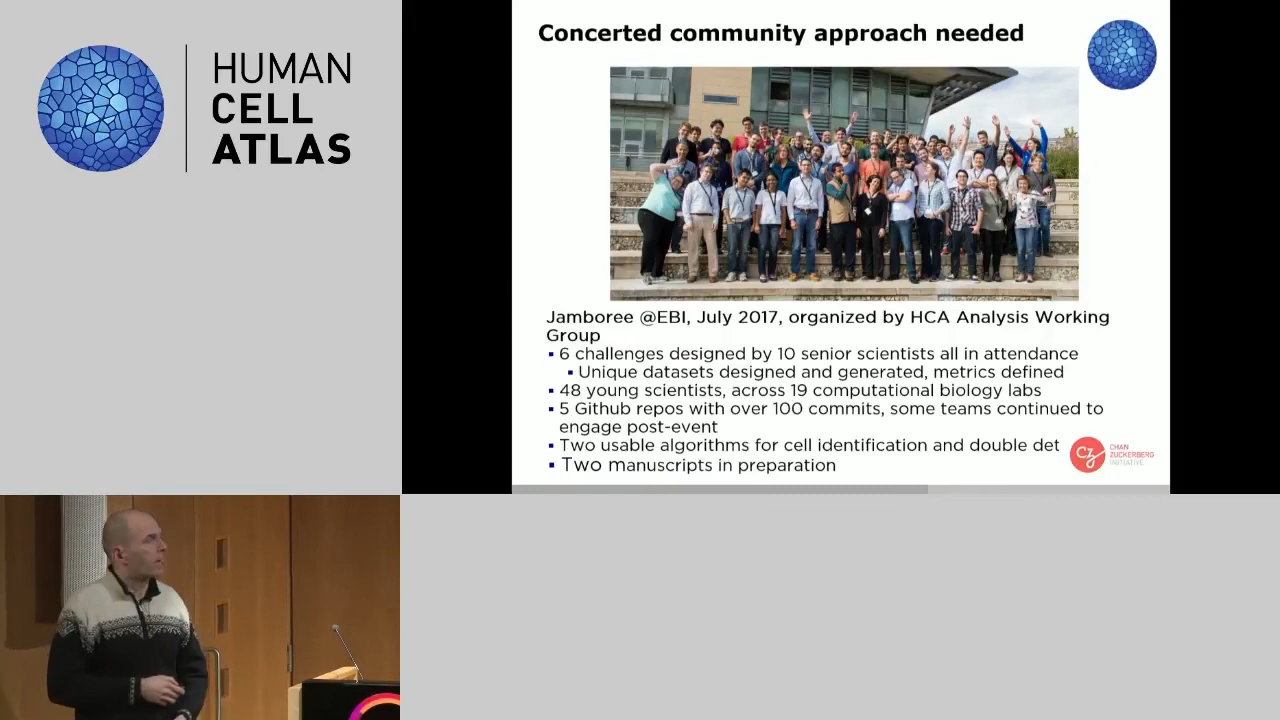 HUMAN
CELL
ATLAS
Concerted community approach needed
Jamboree @EBI, July 2017, organized by HCA Analysis Working
Group
6 challenges designed by 10 senior scientists all in attendance
Unique datasets designed and generated, metrics defined
48 young scientists, across 19 computational biology labs
5 Github repos with over 100 commits, some teams continued to
engage post-event
Two usable algorithms for cell identification and double det
Two manuscripts in preparation
CZ
CHAN
ZUCKERBERG
INITIATIVE